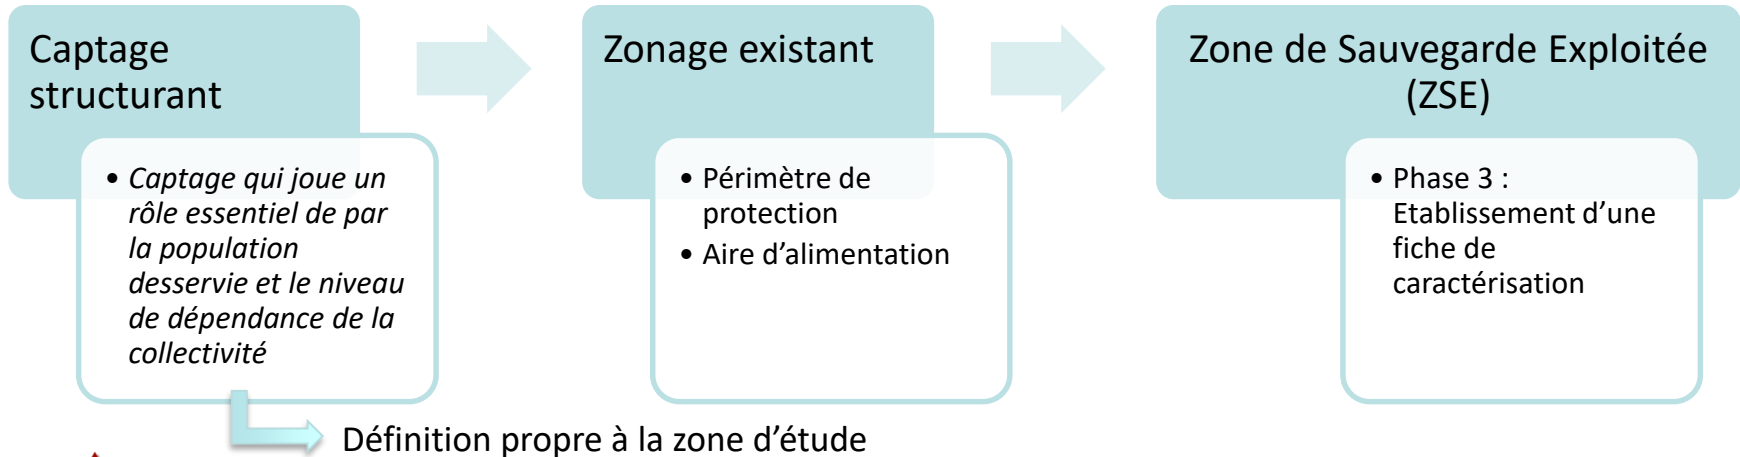 Captage
structurant
• Captage qui joue un
rôle essentiel de par
la population
desservie et le niveau
de dépendance de la
collectivité
Définition propre à la zone d’étude
Zonage existant
• Périmètre de
protection
• Aire d’alimentation
Zone de Sauvegarde Exploitée
(ZSE)
• Phase 3 :
Etablissement d’une
fiche de
caractérisation